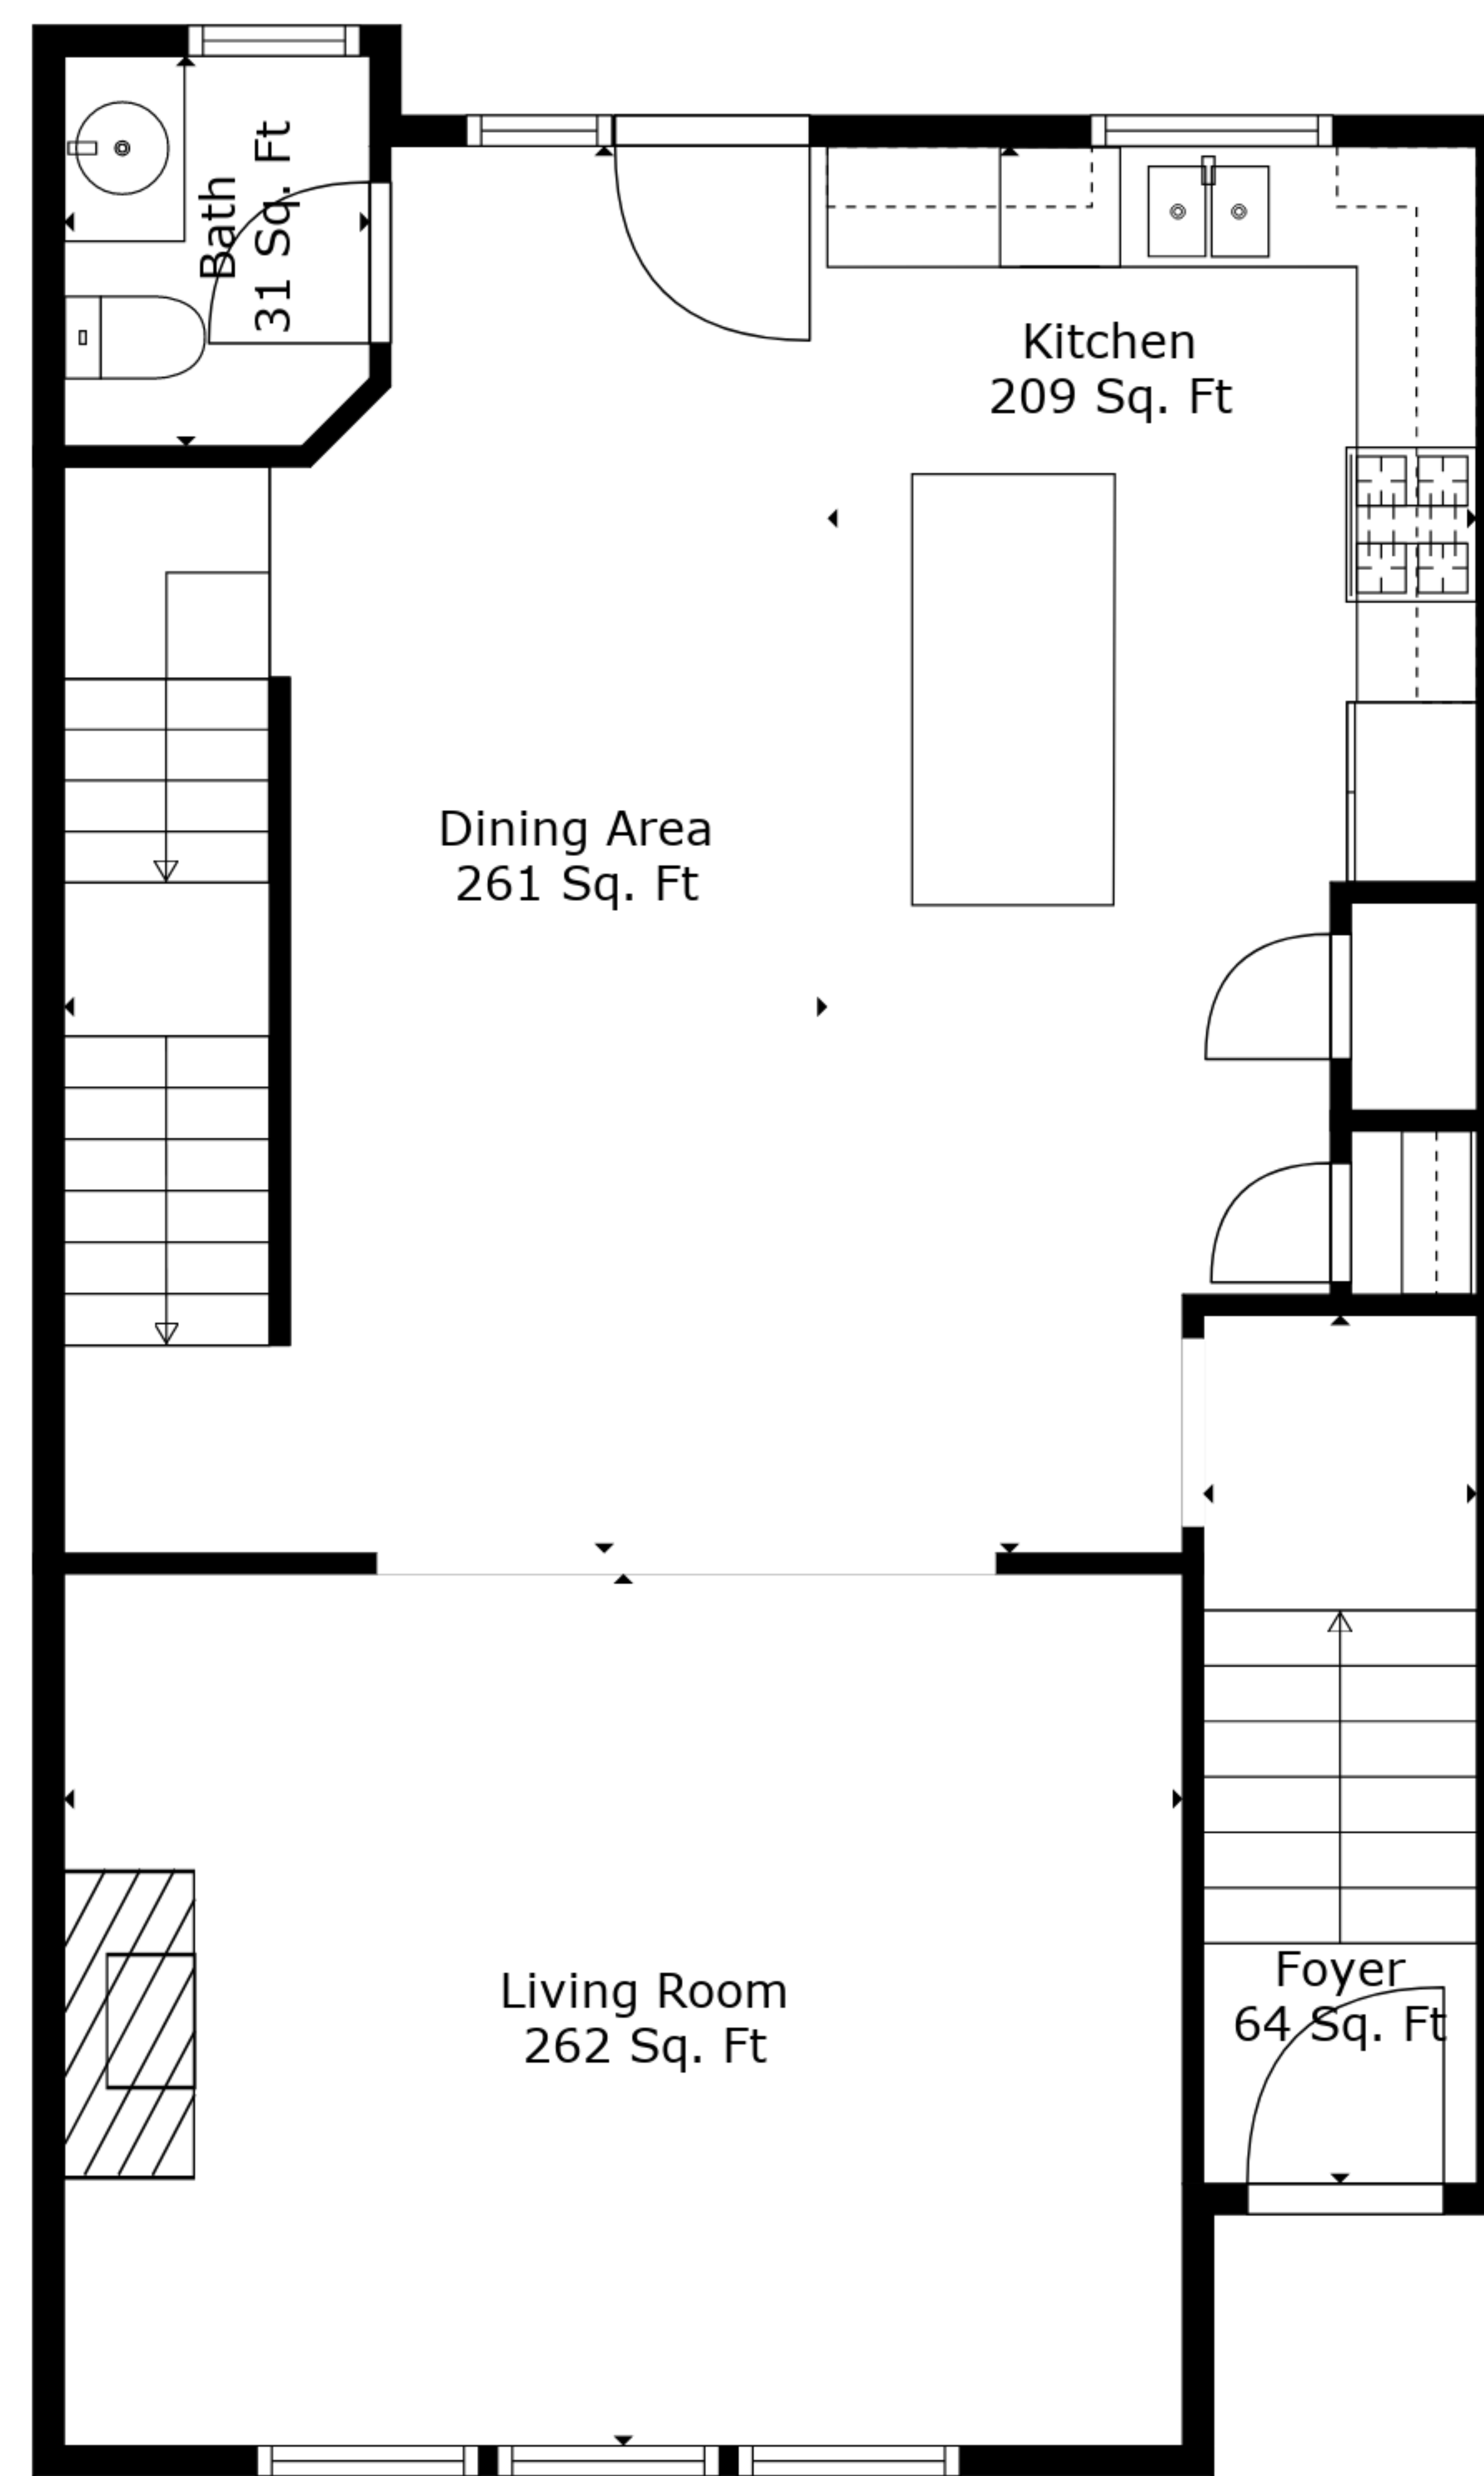 Bath
31 Sq. Ft
Kitchen
209 Sq. Ft
Dining Area
261 Sq. Ft
Living Room
262 Sq. Ft
Foyer
64 Sq. Ft